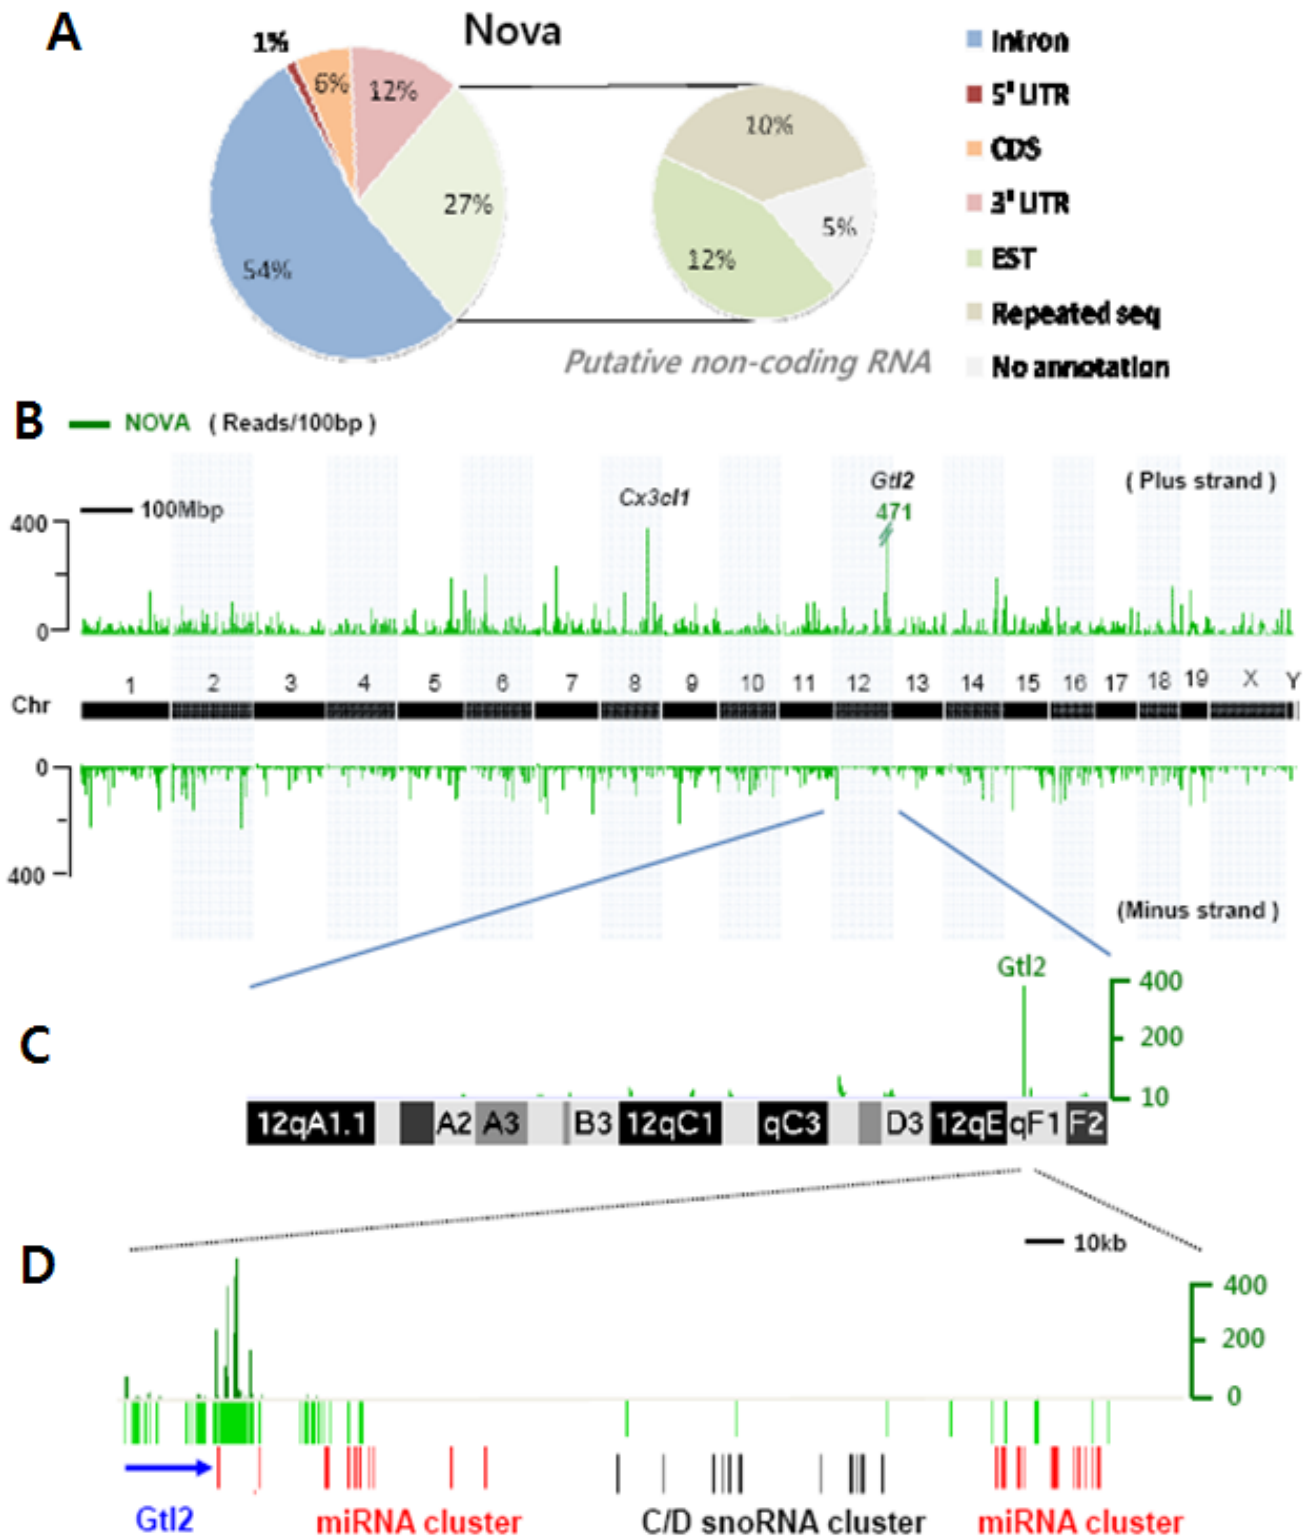 A
Nova
1%
6%
12%
27%
54%
10%
5%
12%
Putative non-coding RNA
Intron
5' UTR
CDS
3' UTR
EST
Repeated seq
No annotation
B
NOVA ( Reads/100bp )
Cx3cl1
Gtl2
471
( Plus strand )
100Mbp
400
0
1 2 3 4 5 6 7 8 9 10 11 12 13 14 15 16 17 18 19 X Y
Chr
0
400
(Minus strand )
C
Gtl2
400
200
10
12qA1.1 A2 A3 B3 12qC1 qC3 D3 12qE qF1 F2
D
10kb
400
200
0
Gtl2 miRNA cluster C/D snoRNA cluster miRNA cluster